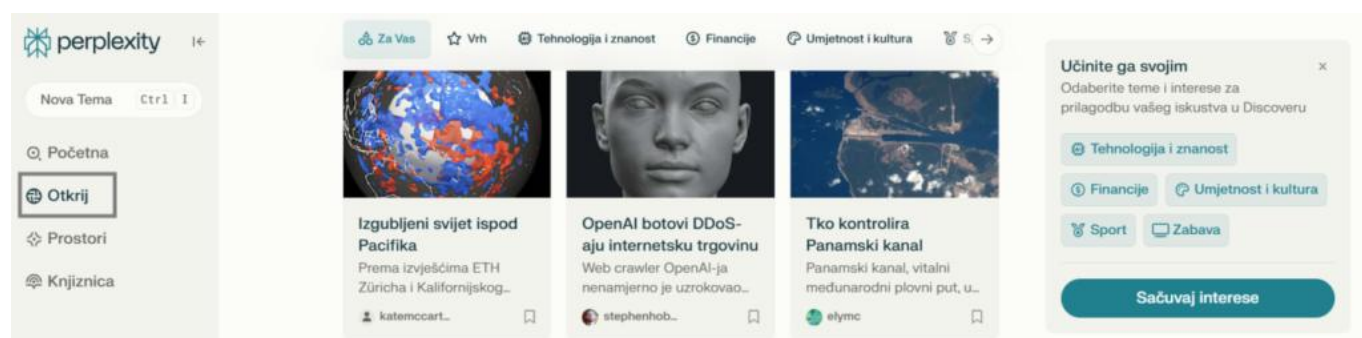 perplexity
Nova Tema Ctrl I
Početna
Otkrij
Prostori
Knjiznica
Za Vas Vrh Tehnologija i znanost Financije Umjetnost i kultura S
Izgubljeni svijet ispod
Pacifika
Prema izvješćima ETH
Züricha i Kalifornijskog...
katemccart...
OpenAI botovi DDoS-
aju internetsku trgovinu
Web crawler OpenAI-ja
nenamjerno je uzrokovao...
stephenhob...
Tko kontrolira
Panamski kanal
Panamski kanal, vitalni
međunarodni plovni put, u...
elymc
Učinite ga svojim
Odaberite teme i interese za
prilagodbu vašeg iskustva u Discoveru
Tehnologija i znanost
Financije Umjetnost i kultura
Sport Zabava
Sačuvaj interese